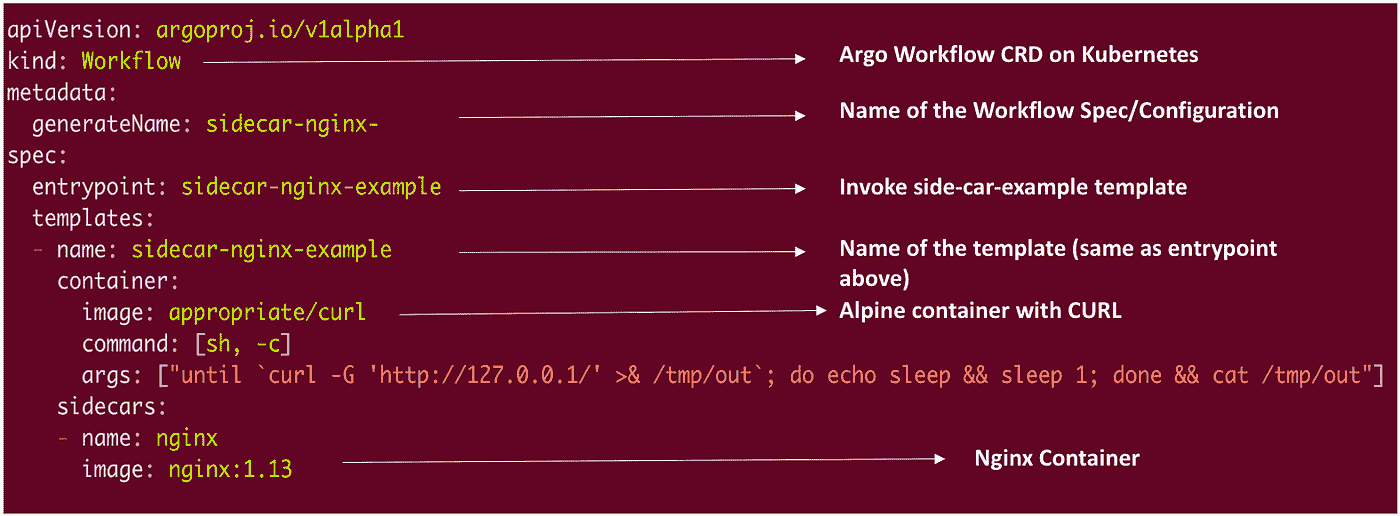 apiVersion: argoproj.io/v1alpha1
kind: Workflow
Argo Workflow CRD on Kubernetes
metadata:
generateName: sidecar-nginx-
Name of the Workflow Spec/Configuration
spec:
entrypoint: sidecar-nginx-example
Invoke side-car-example template
templates:
- name: sidecar-nginx-example
Name of the template (same as entrypoint
above)
container:
image: appropriate/curl
Alpine container with CURL
command: [sh, -c]
args: ["until `curl -G 'http://127.0.0.1/' >& /tmp/out`; do echo sleep && sleep 1; done && cat /tmp/out"]
sidecars:
- name: nginx
image: nginx:1.13
Nginx Container